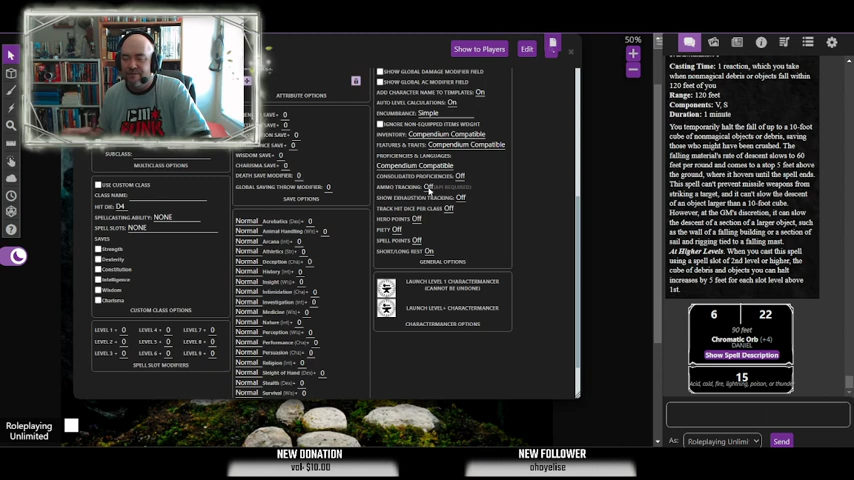 Show to Players
Edit
50%
ATTRIBUTE OPTIONS
SAVE+: 0
WISDOM SAVE+: 0
CHARISMA SAVE+: 0
DEATH SAVE MODIFIER: 0
GLOBAL SAVING THROW MODIFIER: 0
SAVE OPTIONS
SUBCLASS:
MULTICLASS OPTIONS
USE CUSTOM CLASS
CLASS NAME:
HIT DIE: D4
SPELLCASTING ABILITY: NONE
SPELL SLOTS: NONE
SAVES
Strength
Dexterity
Constitution
Intelligence
Wisdom
Charisma
CUSTOM CLASS OPTIONS
LEVEL 1+ 0 LEVEL 4+ 0 LEVEL 7+ 0
LEVEL 2+ 0 LEVEL 5+ 0 LEVEL 8+ 0
LEVEL 3+ 0 LEVEL 6+ 0 LEVEL 9+ 0
SPELL SLOT MODIFIERS
Normal Acrobatics (Dex)+ 0
Normal Animal Handling (Wis)+ 0
Normal Arcana (Int)+ 0
Normal Athletics (Str)+ 0
Normal Deception (Cha)+ 0
Normal History (Int)+ 0
Normal Insight (Wis)+ 0
Normal Intimidation (Cha)+ 0
Normal Investigation (Int)+ 0
Normal Medicine (Wis)+ 0
Normal Nature (Int)+ 0
Normal Perception (Wis)+ 0
Normal Performance (Cha)+ 0
Normal Persuasion (Cha)+ 0
Normal Religion (Int)+ 0
Normal Sleight of Hand (Dex)+ 0
Normal Stealth (Dex)+ 0
Normal Survival (Wis)+ 0
SHOW GLOBAL DAMAGE MODIFIER FIELD
SHOW GLOBAL AC MODIFIER FIELD
ADD CHARACTER NAME TO TEMPLATES: On
AUTO LEVEL CALCULATIONS: On
ENCUMBRANCE: Simple
IGNORE NON-EQUIPPED ITEMS WEIGHT
INVENTORY: Compendium Compatible
FEATURES & TRAITS: Compendium Compatible
PROFICIENCIES & LANGUAGES:
Compendium Compatible
CONSOLIDATED PROFICIENCIES: Off
AMMO TRACKING: Off (API REQUIRED)
SHOW EXHAUSTION TRACKING: Off
TRACK HIT DICE PER CLASS Off
HERO POINTS Off
PIETY Off
SPELL POINTS Off
SHORT/LONG REST On
GENERAL OPTIONS
LAUNCH LEVEL 1 CHARACTERMANCER
(CANNOT BE UNDONE)
LAUNCH LEVEL+ CHARACTERMANCER
CHARACTERMANCER OPTIONS
Casting Time: 1 reaction, which you take
when nonmagical debris or objects fall within
120 feet of you
Range: 120 feet
Components: V, S
Duration: 1 minute
You temporarily halt the fall of up to a 10-foot
cube of nonmagical objects or debris, saving
those who might have been crushed. The
falling material's rate of descent slows to 60
feet per round and comes to a stop 5 feet above
the ground, where it hovers until the spell ends.
This spell can't prevent missiles from
striking a target, and it can't slow the descent
of an object larger than a 10-foot cube.
However, at the GM's discretion, it can slow
the descent of a section of a larger object, such
as the wall of a falling building or a section of
sail and rigging tied to a falling mast.
At Higher Levels. When you cast this spell
using a spell slot of 2nd level or higher, the
cube of debris and objects you can halt
increases by 5 feet for each slot level above
1st.
6 22
90 feet
Chromatic Orb (+4)
DANIEL
Show Spell Description
15
Acid, cold, fire, lightning, poison, or thunder
As: Roleplaying Unlimi
Send
Roleplaying
Unlimited
NEW DONATION
vol- $10.00
NEW FOLLOWER
ahoyelise